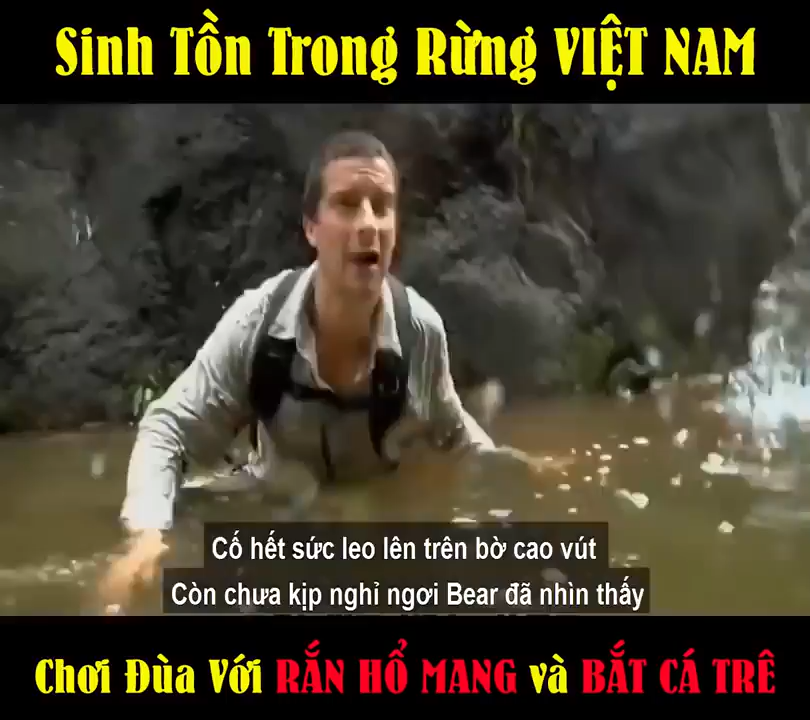 Sinh Tồn Trong Rừng VIỆT NAM
Cố hết sức leo lên trên bờ cao vút
Còn chưa kịp nghỉ ngơi Bear đã nhìn thấy
Chơi Đùa Với RẮN HỔ MANG và BẮT CÁ TRÊ